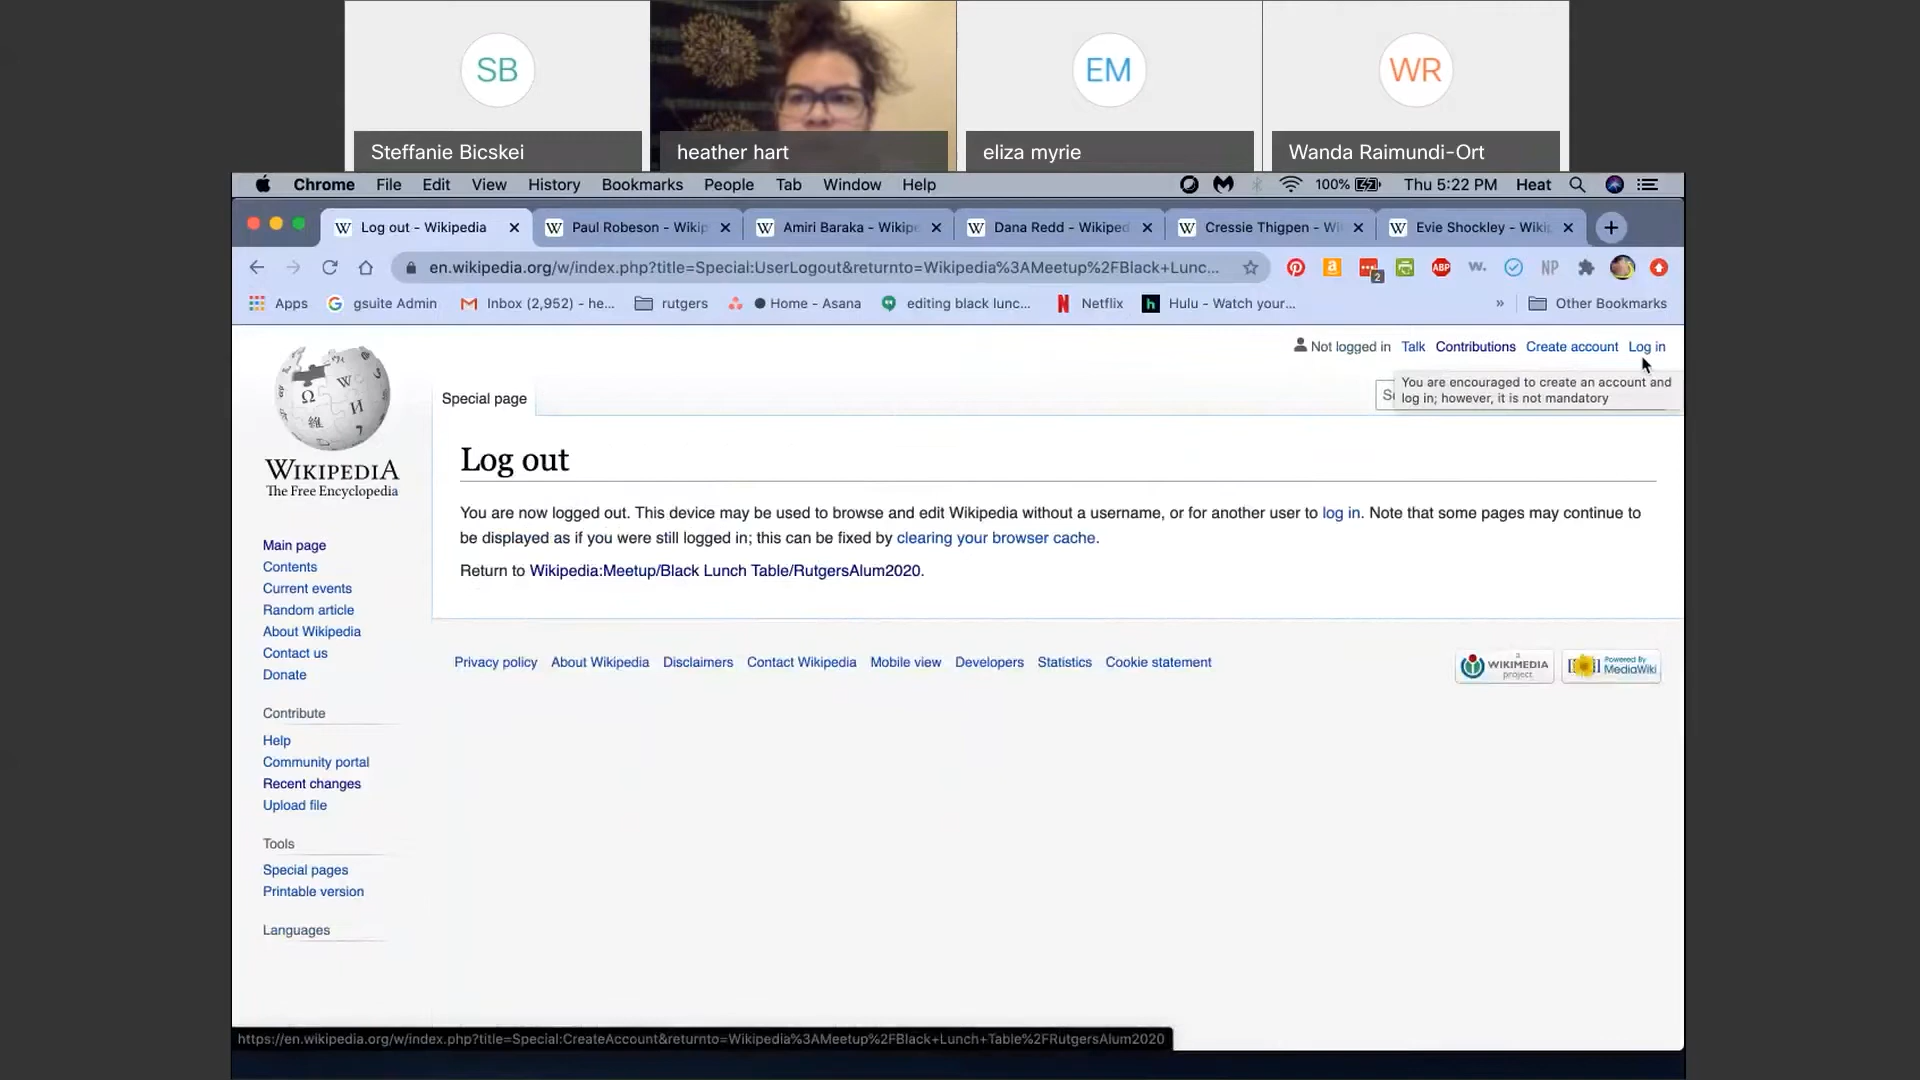 SB
EM
WR
Steffanie Bicskei
heather hart
eliza myrie
Wanda Raimundi-Ort
Chrome File Edit View History Bookmarks People Tab Window Help 100% Thu 5:22 PM Heat
Log out - Wikipedia Paul Robeson - Wikip Amiri Baraka - Wikipe Dana Redd - Wikiped Cressie Thigpen - Wi Evie Shockley - Wikip
en.wikipedia.org/w/index.php?title=Special:UserLogout&returnto=Wikipedia%3AMeetup%2FBlack+Lunc... 2 ABP w. NP
Apps gsuite Admin Inbox (2,952) - he... rutgers Home - Asana editing black lunc... Netflix Hulu - Watch your... » Other Bookmarks
Not logged in Talk Contributions Create account Log in
You are encouraged to create an account and
log in; however, it is not mandatory
Special page
WIKIPEDIA
The Free Encyclopedia
Log out
You are now logged out. This device may be used to browse and edit Wikipedia without a username, or for another user to log in. Note that some pages may continue to
be displayed as if you were still logged in; this can be fixed by clearing your browser cache.
Return to Wikipedia:Meetup/Black Lunch Table/RutgersAlum2020.
Main page
Contents
Current events
Random article
About Wikipedia
Contact us
Donate
Contribute
Help
Community portal
Recent changes
Upload file
Tools
Special pages
Printable version
Languages
Privacy policy About Wikipedia Disclaimers Contact Wikipedia Mobile view Developers Statistics Cookie statement
a WIKIMEDIA project
Powered By MediaWiki
https://en.wikipedia.org/w/index.php?title=Special:CreateAccount&returnto=Wikipedia%3AMeetup%2FBlack+Lunch+Table%2FRutgersAlum2020